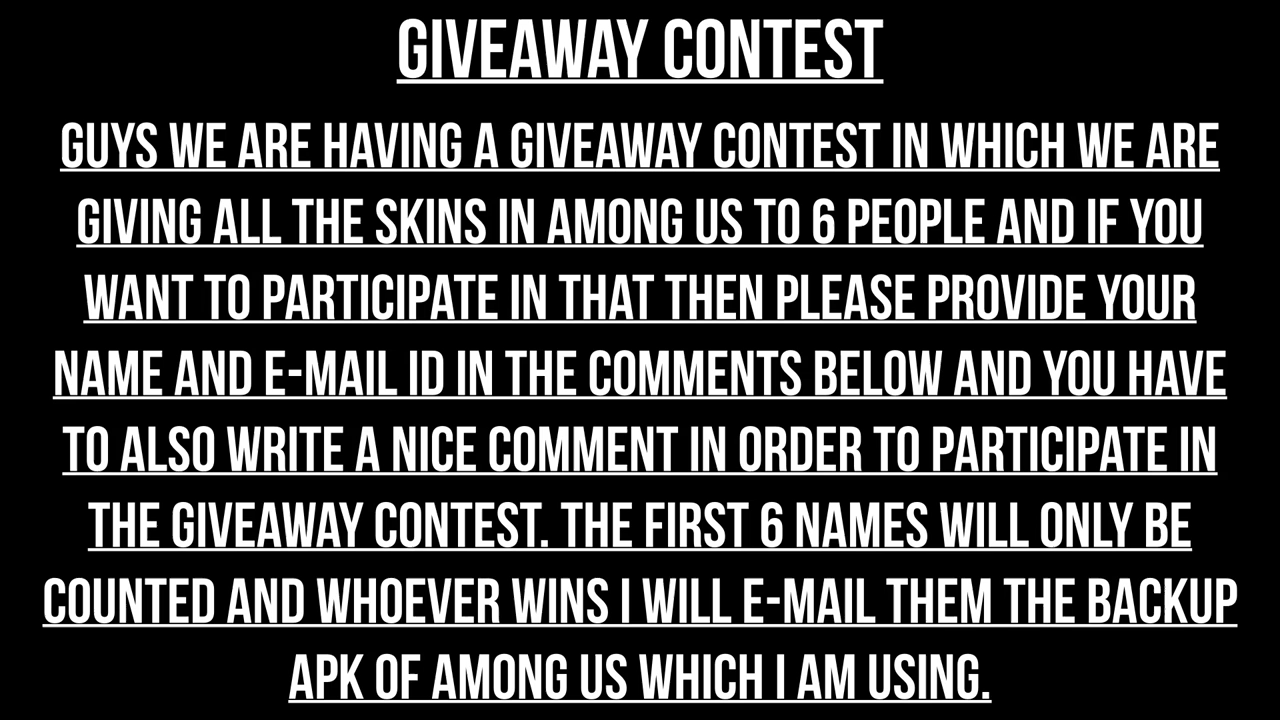 GIVEAWAY CONTEST
GUYS WE ARE HAVING A GIVEAWAY CONTEST IN WHICH WE ARE
GIVING ALL THE SKINS IN AMONG US TO 6 PEOPLE AND IF YOU
WANT TO PARTICIPATE IN THAT THEN PLEASE PROVIDE YOUR
NAME AND E-MAIL ID IN THE COMMENTS BELOW AND YOU HAVE
TO ALSO WRITE A NICE COMMENT IN ORDER TO PARTICIPATE IN
THE GIVEAWAY CONTEST. THE FIRST 6 NAMES WILL ONLY BE
COUNTED AND WHOEVER WINS I WILL E-MAIL THEM THE BACKUP
APK OF AMONG US WHICH I AM USING.